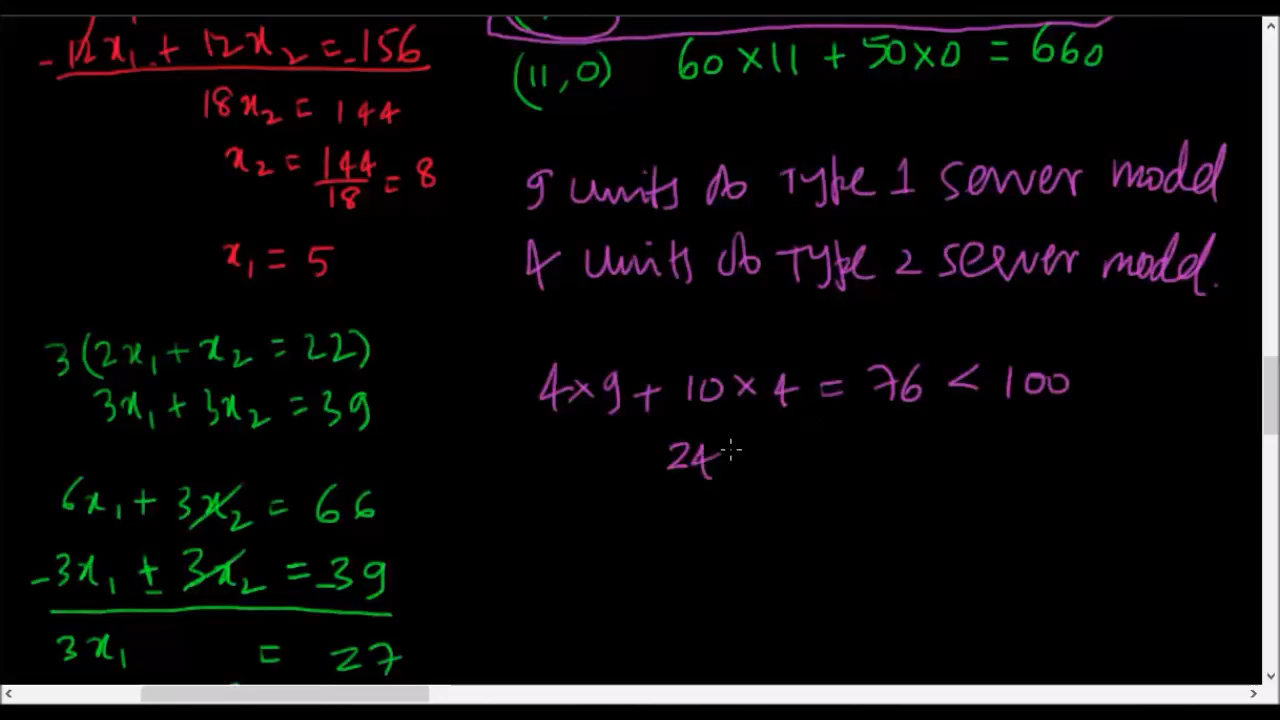 - 12x₁ + 12x₂ = -156
18x₂ = 144
x₂ = 144/18 = 8
x₁ = 5
3(2x₁ + x₂ = 22)
3x₁ + 3x₂ = 39
6x₁ + 3x₂ = 66
-3x₁ ± 3x₂ = -39
3x₁ = 27
(11,0) 60×11 + 50×0 = 660
9 units of Type 1 server model
4 units of Type 2 server model.
4×9 + 10×4 = 76 < 100
24